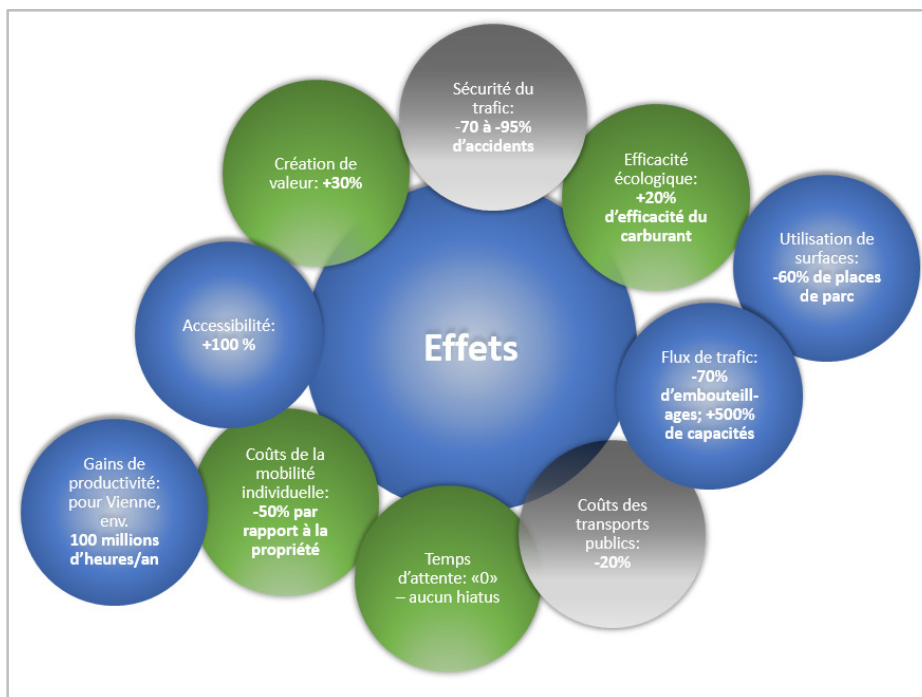 Sécurité du
trafic:
-70 à -95%
d'accidents
Création de
valeur: +30%
Efficacité
écologique:
+20%
d'efficacité du
carburant
Utilisation de
surfaces:
-60% de places
de parc
Accessibilité:
+100 %
Effets
Flux de trafic:
-70%
d'embouteill-
ages; +500%
de capacités
Gains de
productivité:
pour Vienne,
env.
100 millions
d'heures/an
Coûts de la
mobilité
individuelle:
-50% par
rapport à la
propriété
Temps
d'attente: «0»
– aucun hiatus
Coûts des
transports
publics:
-20%